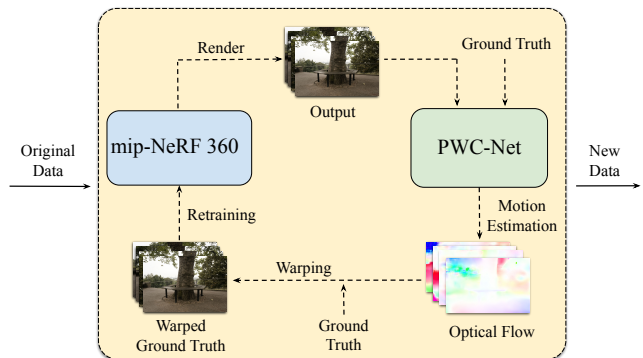 Render
Ground Truth
Output
mip-NeRF 360
PWC-Net
Original
Data
New
Data
Retraining
Motion
Estimation
Warping
Warped
Ground Truth
Ground
Truth
Optical Flow